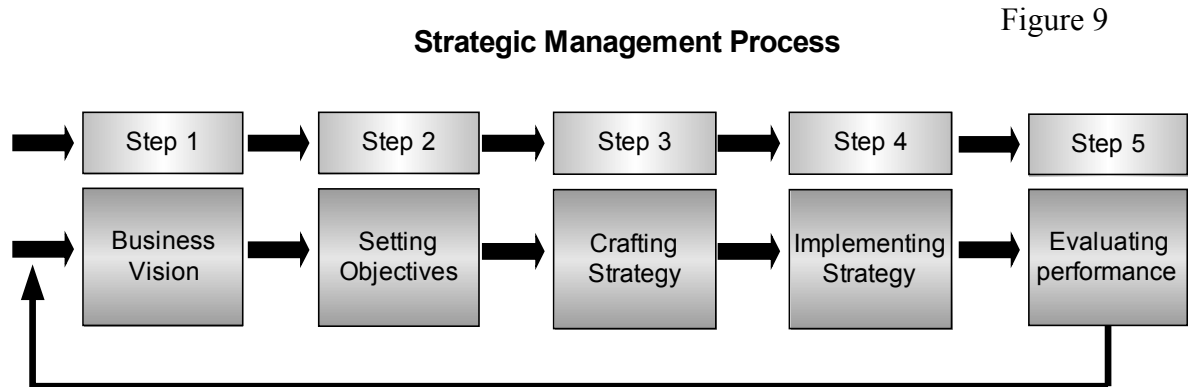 Figure 9
Strategic Management Process
Step 1
Step 2
Step 3
Step 4
Step 5
Business
Vision
Setting
Objectives
Crafting
Strategy
Implementing
Strategy
Evaluating
performance